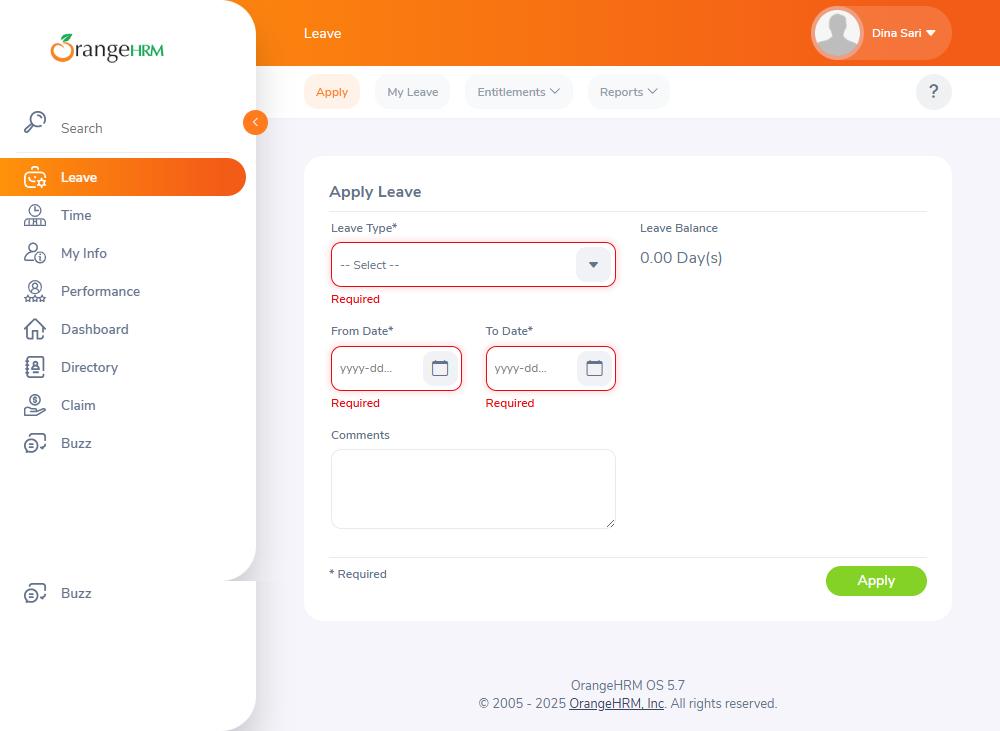 OrangeHRM
Leave
Dina Sari
Apply
My Leave
Entitlements
Reports
?
Search
Leave
Time
My Info
Performance
Dashboard
Directory
Claim
Buzz
Buzz
Apply Leave
Leave Type*
Leave Balance
-- Select --
0.00 Day(s)
Required
From Date*
To Date*
yyyy-dd...
yyyy-dd...
Required
Required
Comments
* Required
Apply
OrangeHRM OS 5.7
© 2005 - 2025 OrangeHRM, Inc. All rights reserved.